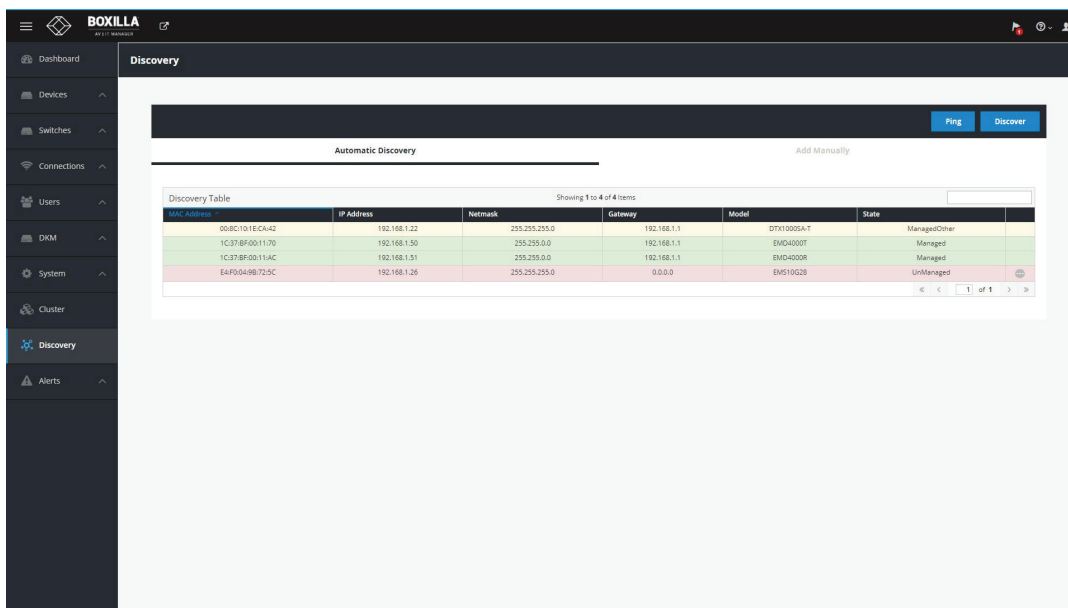 BOXILLA
AV & IT MANAGER
1
Dashboard
Discovery
Devices
Switches
Ping Discover
Automatic Discovery Add Manually
Connections
Users
Discovery Table Showing 1 to 4 of 4 items
MAC Address IP Address Netmask Gateway Model State
00:8C:10:1E:CA:42 192.168.1.22 255.255.255.0 192.168.1.1 DTX1000SA-T ManagedOther
1C:37:BF:00:11:70 192.168.1.50 255.255.0.0 192.168.1.1 EMD4000T Managed
1C:37:BF:00:11:AC 192.168.1.51 255.255.0.0 192.168.1.1 EMD4000R Managed
E4:F0:04:9B:72:5C 192.168.1.26 255.255.255.0 0.0.0.0 EMS10G28 UnManaged
« < 1 of 1 > »
DKM
System
Cluster
Discovery
Alerts